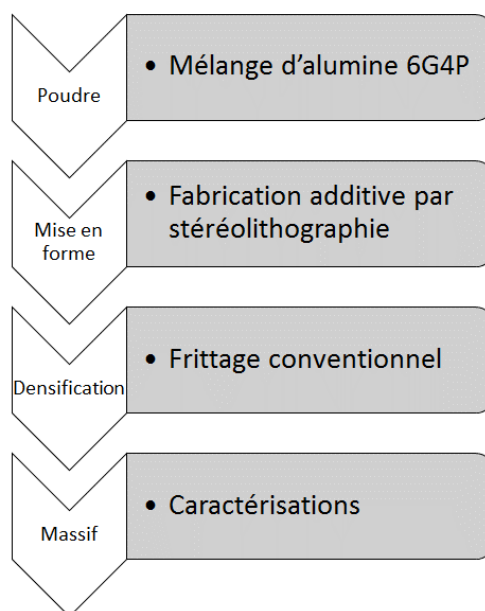 Poudre
• Mélange d'alumine 6G4P
Mise en
forme
• Fabrication additive par
stéréolithographie
Densification
• Frittage conventionnel
Massif
• Caractérisations